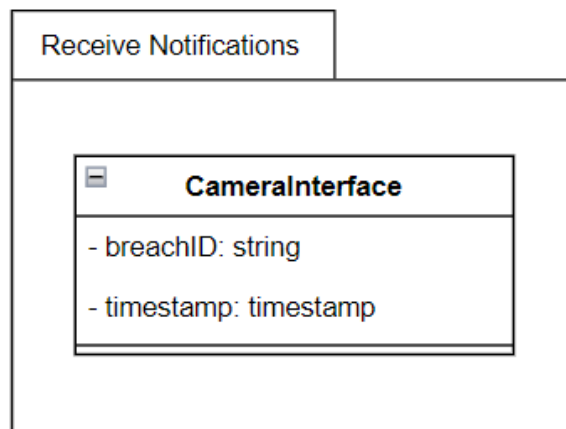 Receive Notifications
CameraInterface
- breachID: string
- timestamp: timestamp